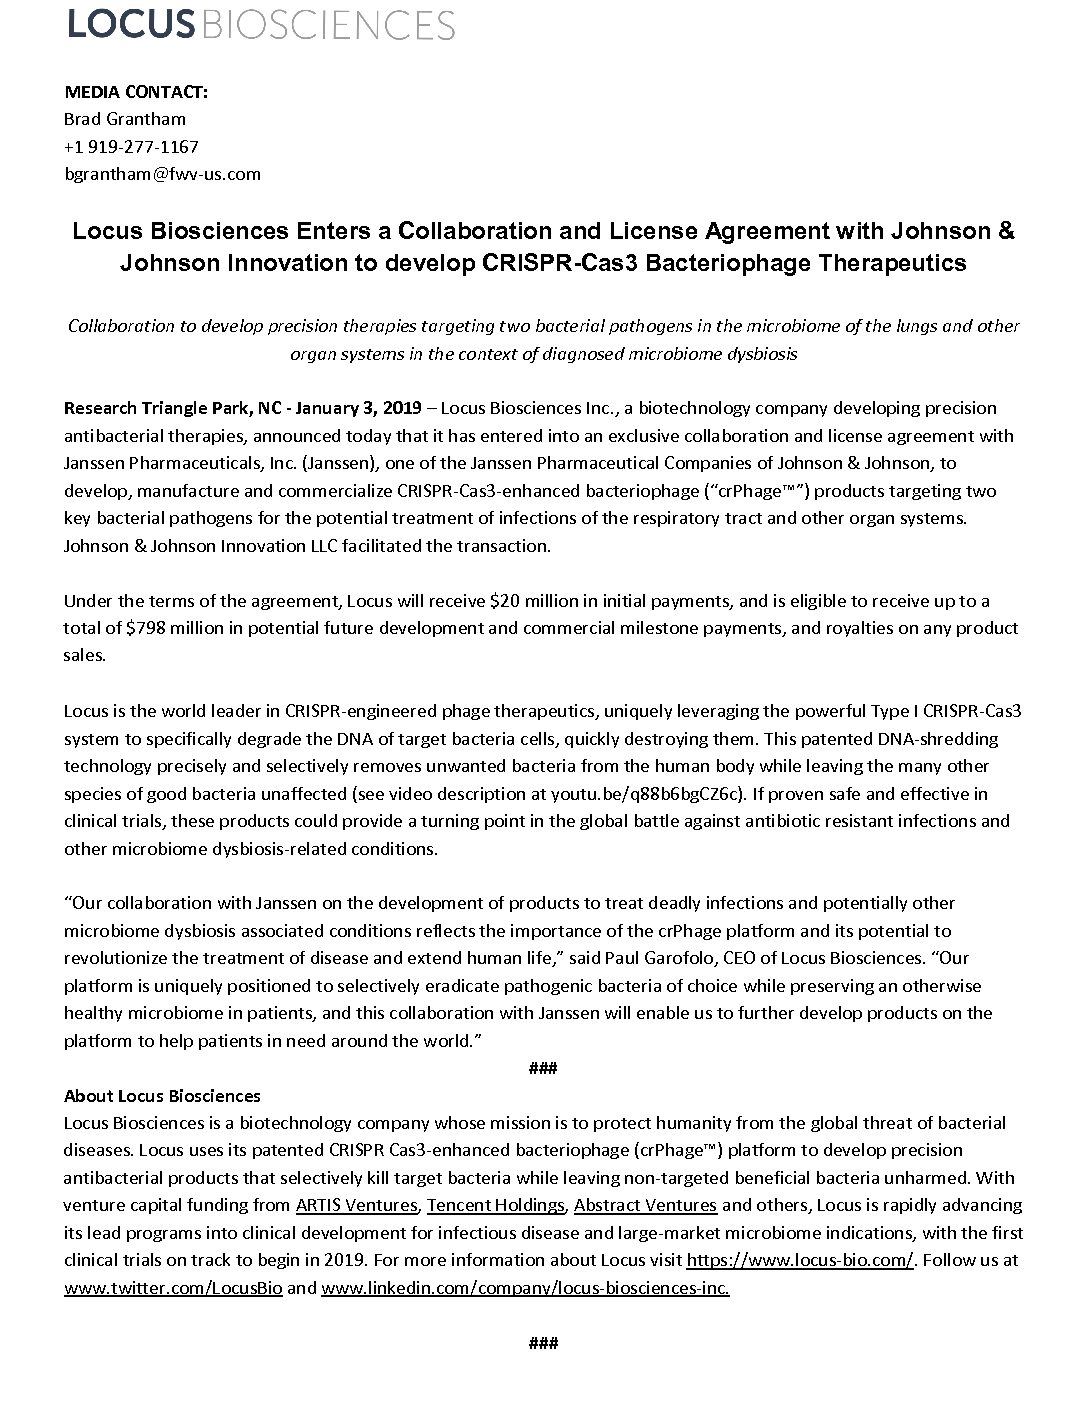 LOCUS BIOSCIENCES
MEDIA CONTACT:
Brad Grantham
+1 919-277-1167
bgrantham@fwv-us.com
Locus Biosciences Enters a Collaboration and License Agreement with Johnson &
Johnson Innovation to develop CRISPR-Cas3 Bacteriophage Therapeutics
Collaboration to develop precision therapies targeting two bacterial pathogens in the microbiome of the lungs and other
organ systems in the context of diagnosed microbiome dysbiosis
Research Triangle Park, NC - January 3, 2019 – Locus Biosciences Inc., a biotechnology company developing precision
antibacterial therapies, announced today that it has entered into an exclusive collaboration and license agreement with
Janssen Pharmaceuticals, Inc. (Janssen), one of the Janssen Pharmaceutical Companies of Johnson & Johnson, to
develop, manufacture and commercialize CRISPR-Cas3-enhanced bacteriophage (“crPhage™”) products targeting two
key bacterial pathogens for the potential treatment of infections of the respiratory tract and other organ systems.
Johnson & Johnson Innovation LLC facilitated the transaction.
Under the terms of the agreement, Locus will receive $20 million in initial payments, and is eligible to receive up to a
total of $798 million in potential future development and commercial milestone payments, and royalties on any product
sales.
Locus is the world leader in CRISPR-engineered phage therapeutics, uniquely leveraging the powerful Type I CRISPR-Cas3
system to specifically degrade the DNA of target bacteria cells, quickly destroying them. This patented DNA-shredding
technology precisely and selectively removes unwanted bacteria from the human body while leaving the many other
species of good bacteria unaffected (see video description at youtu.be/q88b6bgCZ6c). If proven safe and effective in
clinical trials, these products could provide a turning point in the global battle against antibiotic resistant infections and
other microbiome dysbiosis-related conditions.
“Our collaboration with Janssen on the development of products to treat deadly infections and potentially other
microbiome dysbiosis associated conditions reflects the importance of the crPhage platform and its potential to
revolutionize the treatment of disease and extend human life,” said Paul Garofolo, CEO of Locus Biosciences. “Our
platform is uniquely positioned to selectively eradicate pathogenic bacteria of choice while preserving an otherwise
healthy microbiome in patients, and this collaboration with Janssen will enable us to further develop products on the
platform to help patients in need around the world.”
###
About Locus Biosciences
Locus Biosciences is a biotechnology company whose mission is to protect humanity from the global threat of bacterial
diseases. Locus uses its patented CRISPR Cas3-enhanced bacteriophage (crPhage™) platform to develop precision
antibacterial products that selectively kill target bacteria while leaving non-targeted beneficial bacteria unharmed. With
venture capital funding from ARTIS Ventures, Tencent Holdings, Abstract Ventures and others, Locus is rapidly advancing
its lead programs into clinical development for infectious disease and large-market microbiome indications, with the first
clinical trials on track to begin in 2019. For more information about Locus visit https://www.locus-bio.com/. Follow us at
www.twitter.com/LocusBio and www.linkedin.com/company/locus-biosciences-inc.
###